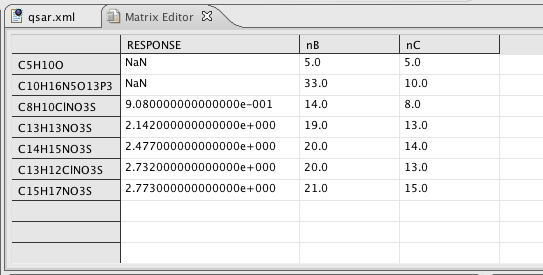 qsar.xml Matrix Editor
RESPONSE nB nC
C5H10O NaN 5.0 5.0
C10H16N5O13P3 NaN 33.0 10.0
C8H10ClNO3S 9.080000000000000e-001 14.0 8.0
C13H13NO3S 2.142000000000000e+000 19.0 13.0
C14H15NO3S 2.477000000000000e+000 20.0 14.0
C13H12ClNO3S 2.732000000000000e+000 20.0 13.0
C15H17NO3S 2.773000000000000e+000 21.0 15.0